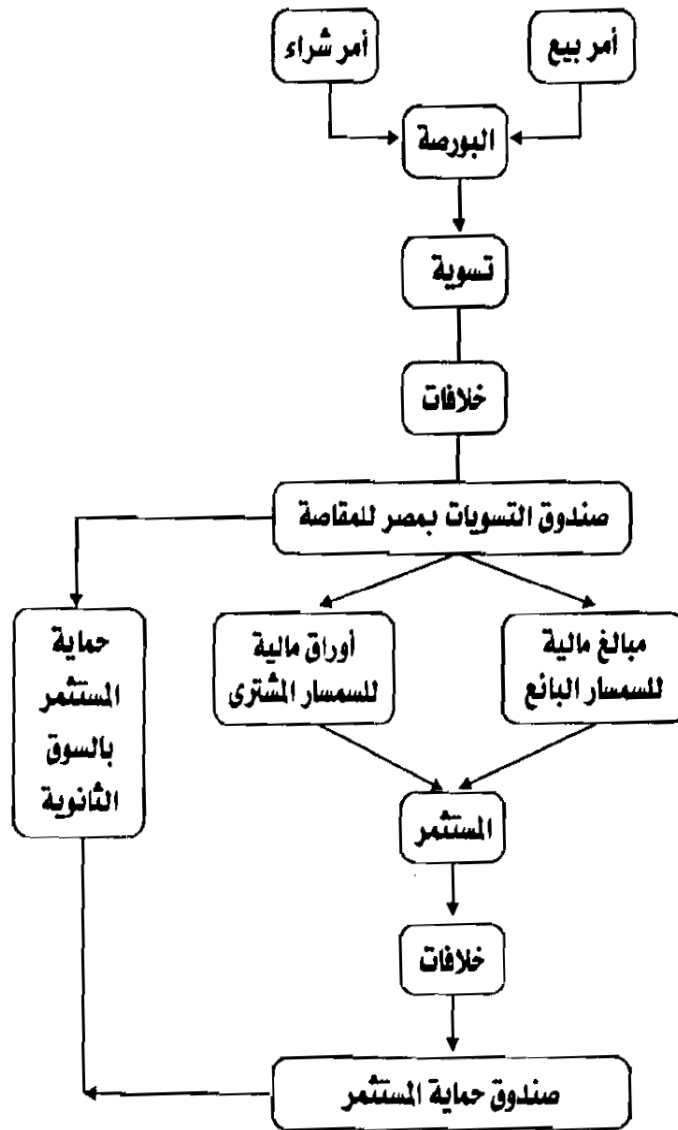 أمر بيع
أمر شراء
البورصة
تسوية
خلافات
صندوق التسويات بمصر للمقاصة
مبالغ مالية
للسمسار البائع
أوراق مالية
للسمسار المشترى
حماية
المستثمر
بالسوق
الثانوية
المستثمر
خلافات
صندوق حماية المستثمر